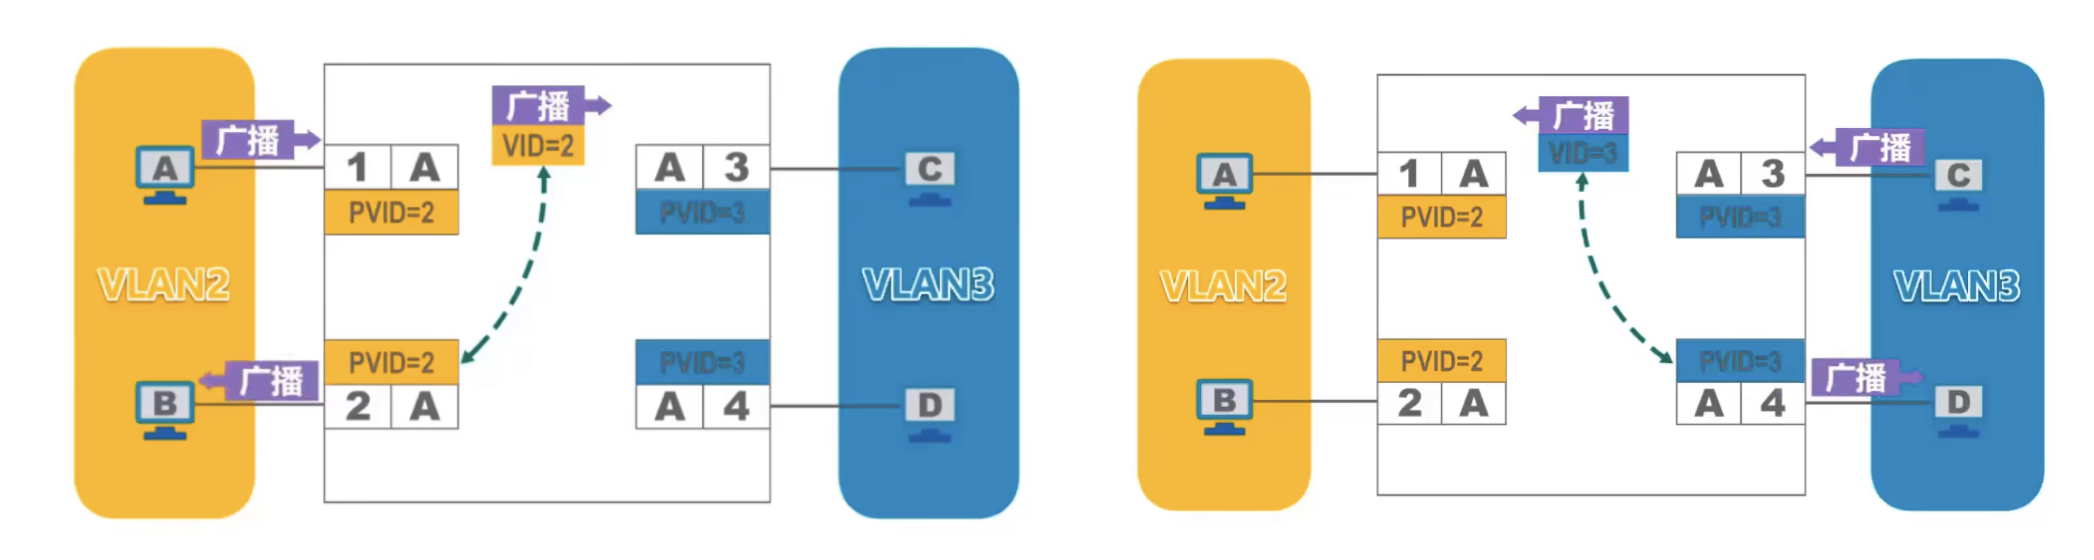 广播
VID=2
广播
A
1 A
PVID=2
A 3
PVID=3
C
VLAN2
VLAN3
PVID=2
2 A
广播
B
PVID=3
A 4
D
广播
VID=3
广播
A
1 A
PVID=2
A 3
PVID=3
C
VLAN2
VLAN3
PVID=2
2 A
B
PVID=3
A 4
广播
D